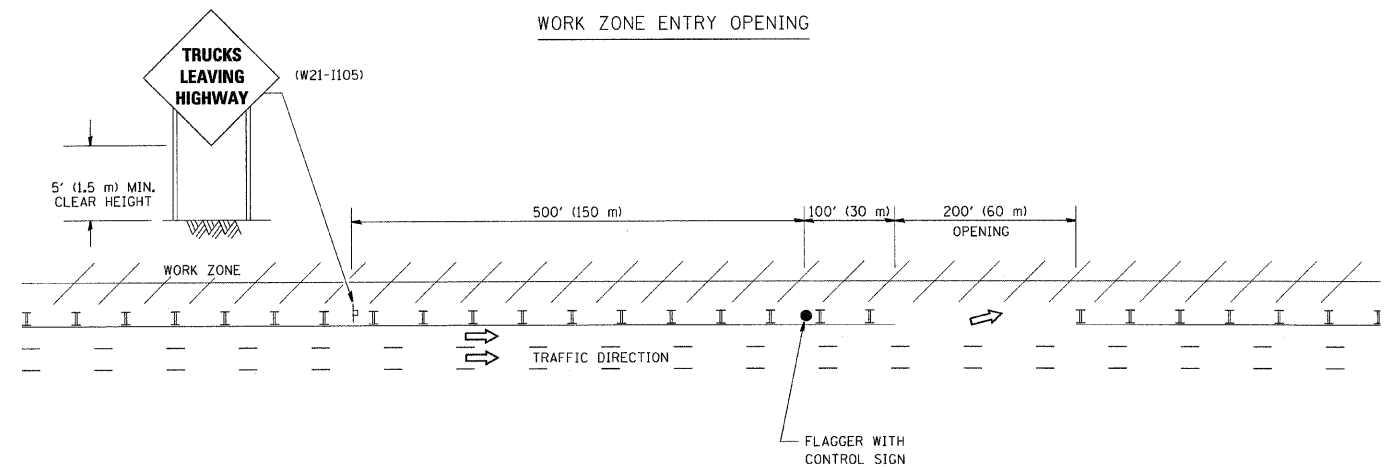 WORK ZONE ENTRY OPENING
TRUCKS
LEAVING
HIGHWAY
(W21-I105)
5' (1.5 m) MIN.
CLEAR HEIGHT
500' (150 m)
100' (30 m)
200' (60 m)
OPENING
WORK ZONE
TRAFFIC DIRECTION
FLAGGER WITH
CONTROL SIGN